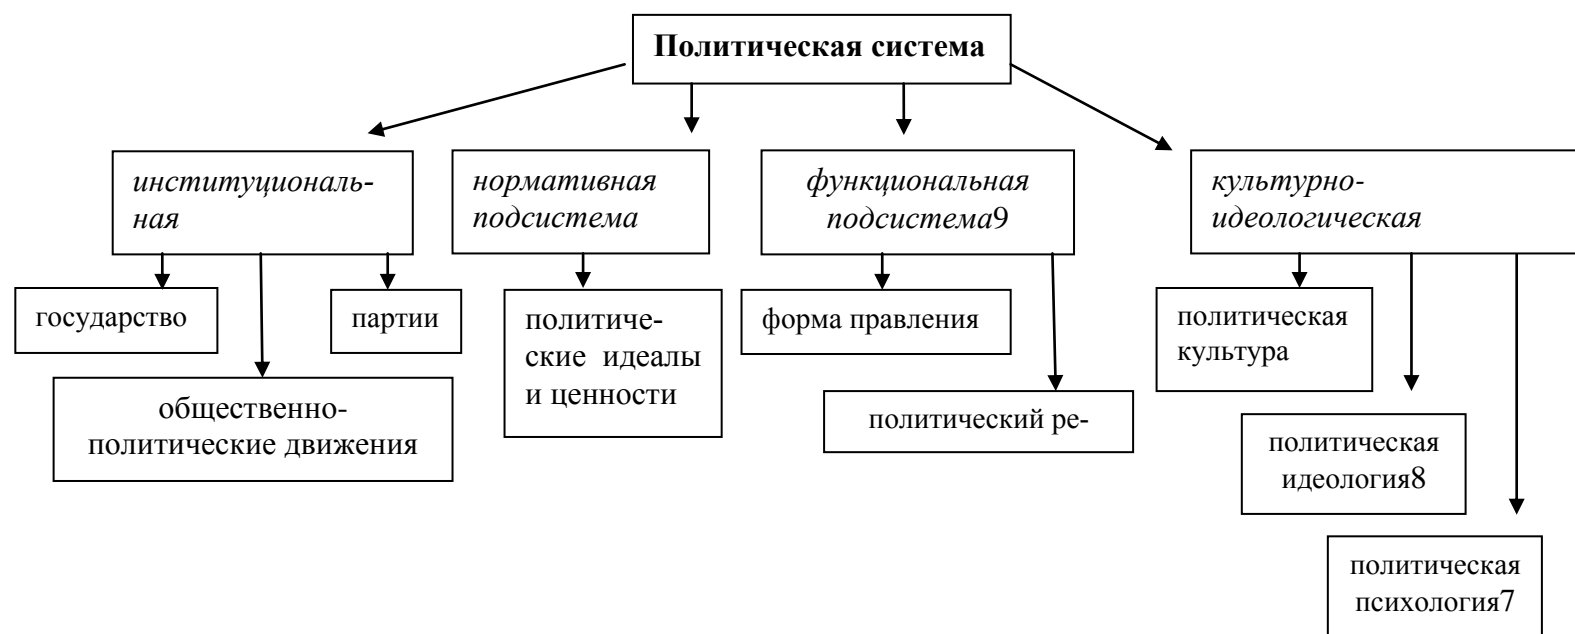 Политическая система
институциональ-
ная
нормативная
подсистема
функциональная
подсистема9
культурно-
идеологическая
государство
партии
общественно-
политические движения
политиче-
ские идеалы
и ценности
форма правления
политический ре-
политическая
культура
политическая
идеология8
политическая
психология7